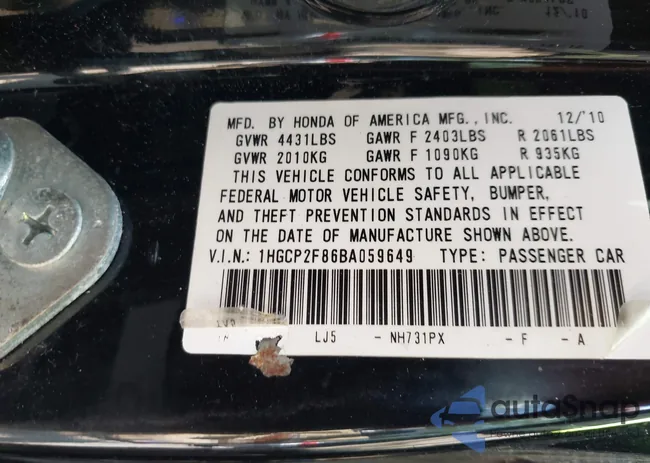 MFD. BY HONDA OF AMERICA MFG., INC. 12/'10
GVWR 4431LBS GAWR F 2403LBS R 2061LBS
GVWR 2010KG GAWR F 1090KG R 935KG
THIS VEHICLE CONFORMS TO ALL APPLICABLE
FEDERAL MOTOR VEHICLE SAFETY, BUMPER,
AND THEFT PREVENTION STANDARDS IN EFFECT
ON THE DATE OF MANUFACTURE SHOWN ABOVE.
V.I.N.: 1HGCP2F86BA059649 TYPE: PASSENGER CAR
LJ5 -NH731PX -F -A
autoSnap